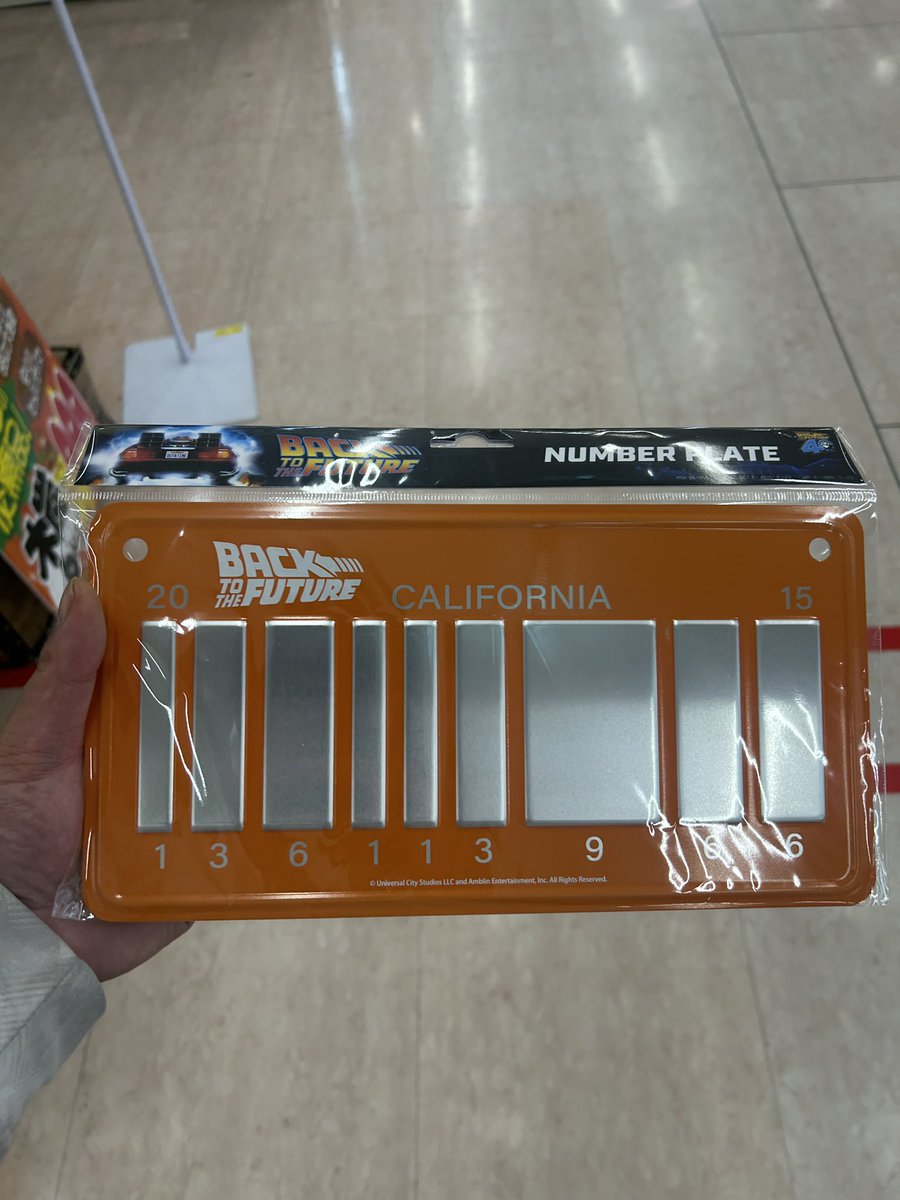 BACK
TO THE FUTURE
NUMBER PLATE
BACK
TO THE FUTURE
20 CALIFORNIA 15
1 3 6 1 1 3 9 6 6
© Universal City Studios LLC and Amblin Entertainment, Inc. All Rights Reserved.